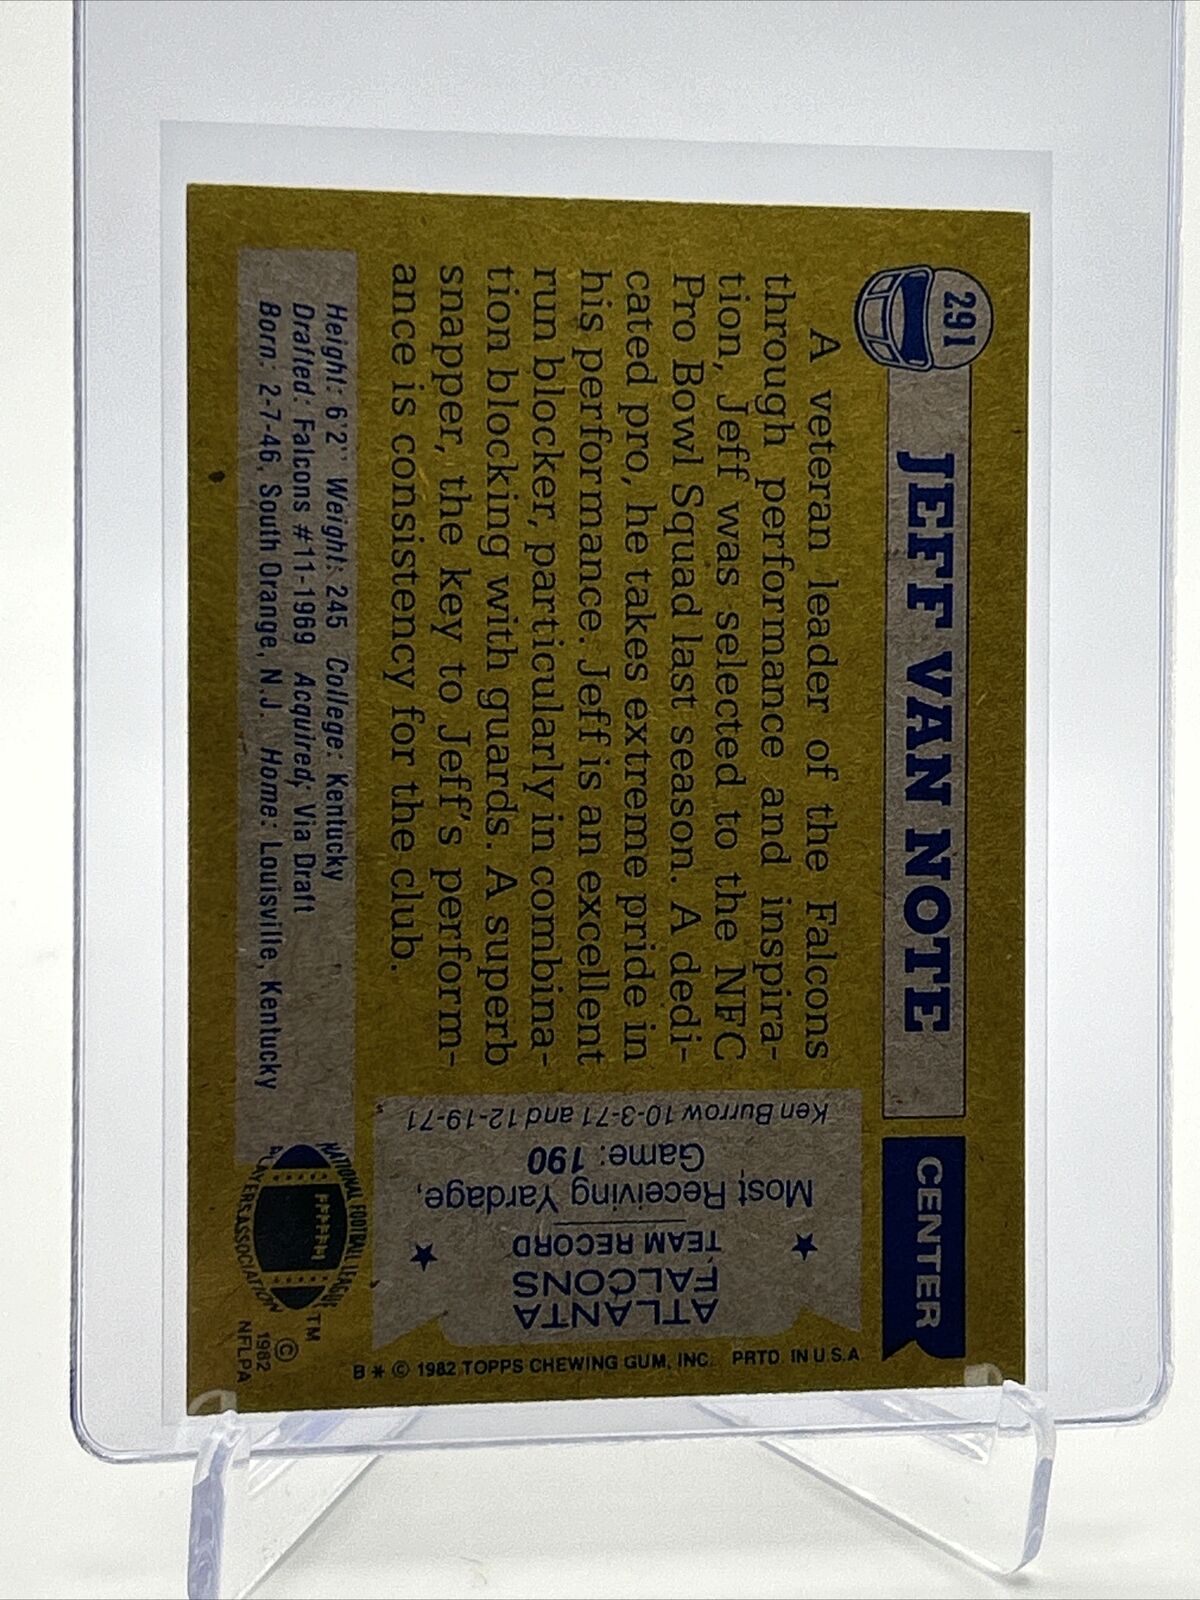 291
JEFF VAN NOTE
CENTER
A veteran leader of the Falcons
through performance and inspira-
tion, Jeff was selected to the NFC
Pro Bowl Squad last season. A dedi-
cated pro, he takes extreme pride in
his performance. Jeff is an excellent
run blocker, particularly in combina-
tion blocking with guards. A superb
snapper, the key to Jeff's perform-
ance is consistency for the club.
Height: 6'2" Weight: 245 College: Kentucky
Drafted: Falcons #11-1969 Acquired: Via Draft
Born: 2-7-46, South Orange, N.J. Home: Louisville, Kentucky
ATLANTA
FALCONS
TEAM RECORD
Most Receiving Yardage,
Game: 190
Ken Burrow 10-3-71 and 12-19-71
NATIONAL FOOTBALL LEAGUE
PLAYERS ASSOCIATION
TM
©
1982
NFLPA
B * © 1982 TOPPS CHEWING GUM, INC. PRTD. IN U.S.A.